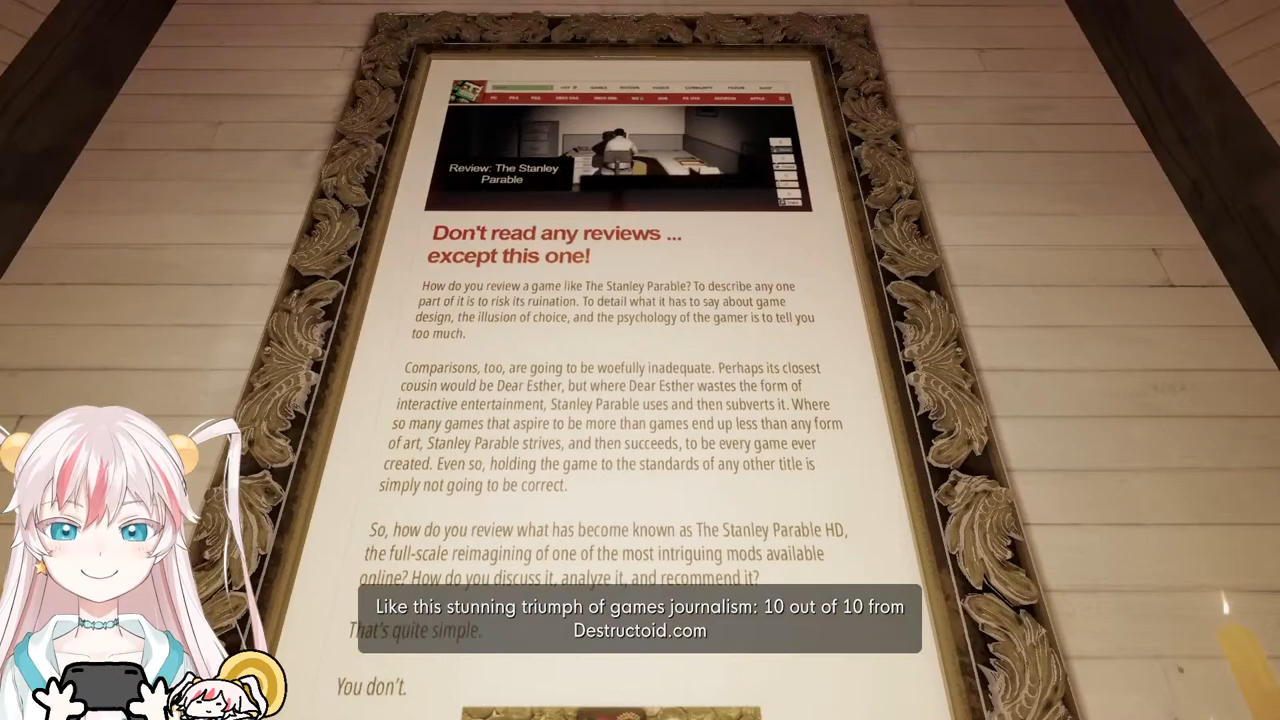 Review: The Stanley
Parable
Don't read any reviews ...
except this one!
How do you review a game like The Stanley Parable? To describe any one
part of it is to risk its ruination. To detail what it has to say about game
design, the illusion of choice, and the psychology of the gamer is to tell you
too much.
Comparisons, too, are going to be woefully inadequate. Perhaps its closest
cousin would be Dear Esther, but where Dear Esther wastes the form of
interactive entertainment, Stanley Parable uses and then subverts it. Where
so many games that aspire to be more than games end up less than any form
of art, Stanley Parable strives, and then succeeds, to be every game ever
created. Even so, holding the game to the standards of any other title is
simply not going to be correct.
So, how do you review what has become known as The Stanley Parable HD,
the full-scale reimagining of one of the most intriguing mods available
online? How do you discuss it, analyze it, and recommend it?
Like this stunning triumph of games journalism: 10 out of 10 from
Destructoid.com
That's quite simple.
You don't.